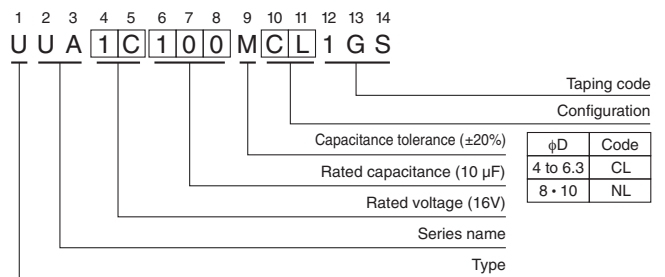 1 2 3 4 5 6 7 8 9 10 11 12 13 14
U U A 1 C 1 0 0 M C L 1 G S
Taping code
Configuration
Capacitance tolerance (±20%)
Rated capacitance (10 µF)
Rated voltage (16V)
Series name
Type
ϕD Code
4 to 6.3 CL
8 • 10 NL